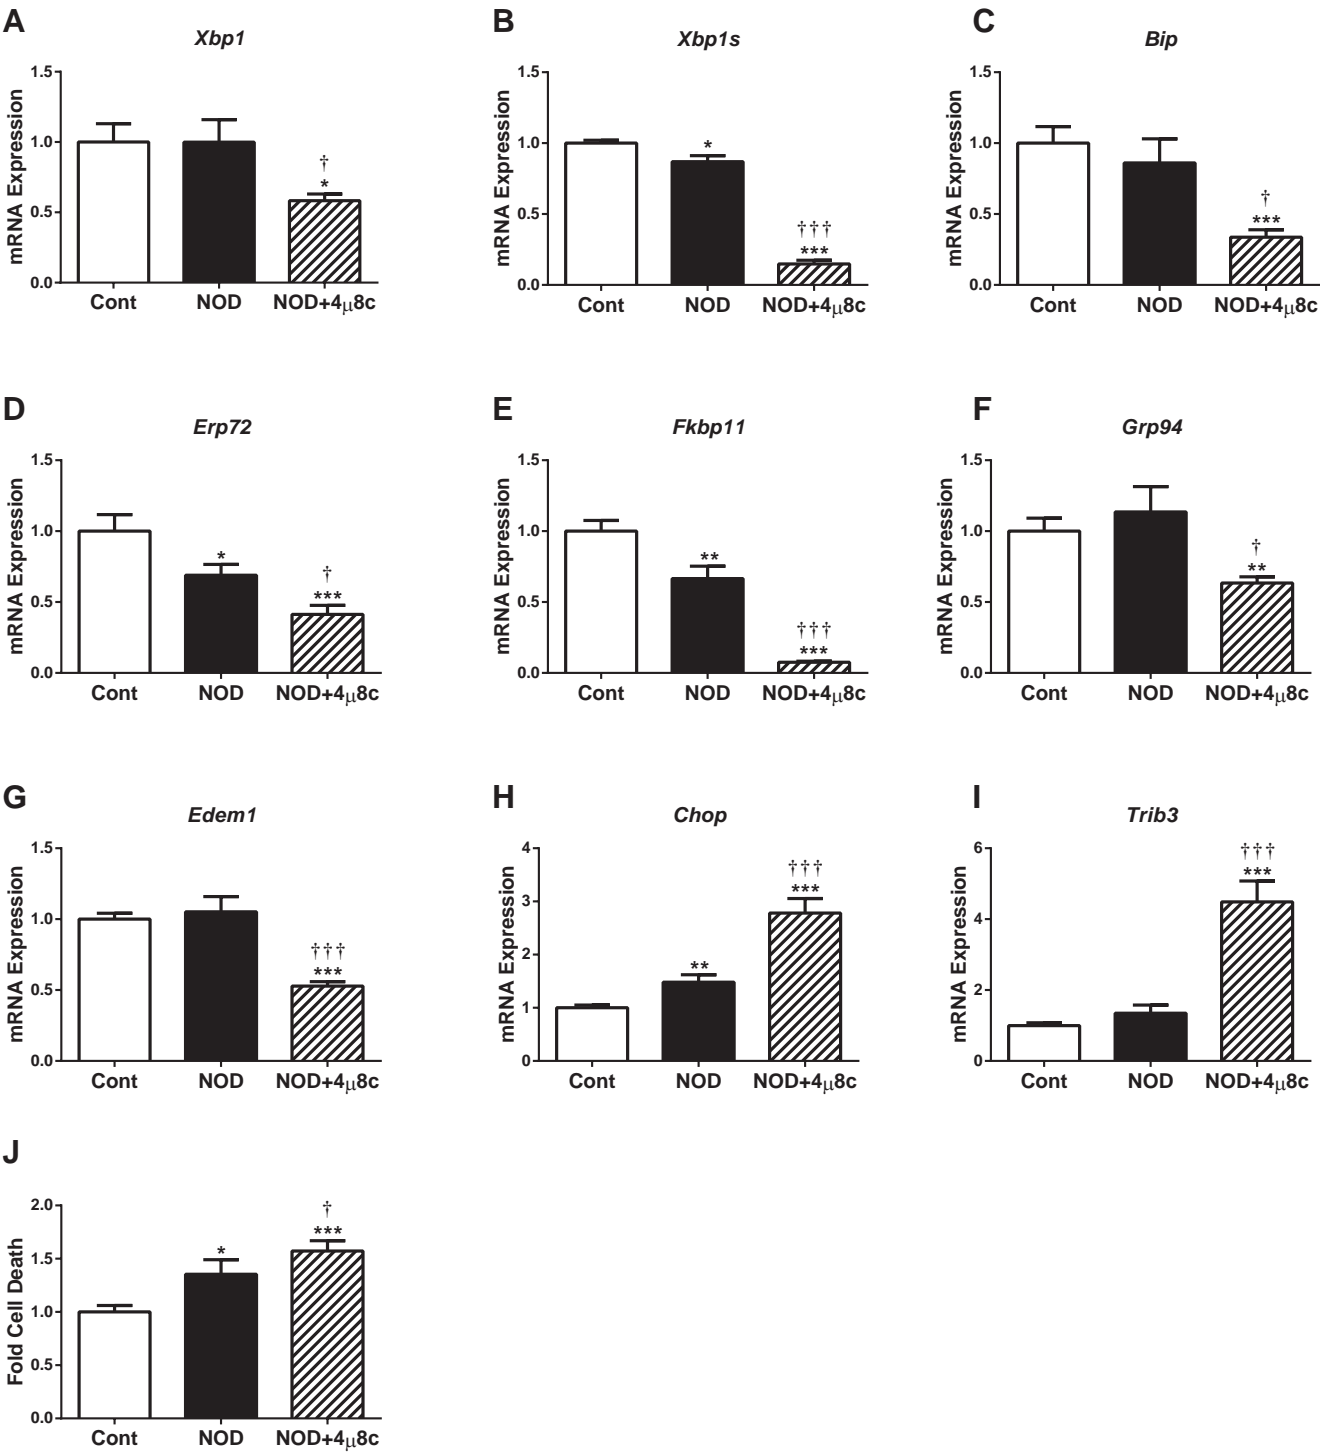 A
Xbp1
mRNA Expression
1.5
1.0
0.5
0.0
†
*
Cont NOD NOD+4μ8c
B
Xbp1s
mRNA Expression
1.5
1.0
0.5
0.0
*
†††
***
Cont NOD NOD+4μ8c
C
Bip
mRNA Expression
1.5
1.0
0.5
0.0
†
***
Cont NOD NOD+4μ8c
D
Erp72
mRNA Expression
1.5
1.0
0.5
0.0
*
†
***
Cont NOD NOD+4μ8c
E
Fkbp11
mRNA Expression
1.5
1.0
0.5
0.0
**
†††
***
Cont NOD NOD+4μ8c
F
Grp94
mRNA Expression
1.5
1.0
0.5
0.0
†
**
Cont NOD NOD+4μ8c
G
Edem1
mRNA Expression
1.5
1.0
0.5
0.0
†††
***
Cont NOD NOD+4μ8c
H
Chop
mRNA Expression
4
3
2
1
0
**
†††
***
Cont NOD NOD+4μ8c
I
Trib3
mRNA Expression
6
4
2
0
†††
***
Cont NOD NOD+4μ8c
J
Fold Cell Death
2.0
1.5
1.0
0.5
0.0
*
†
***
Cont NOD NOD+4μ8c